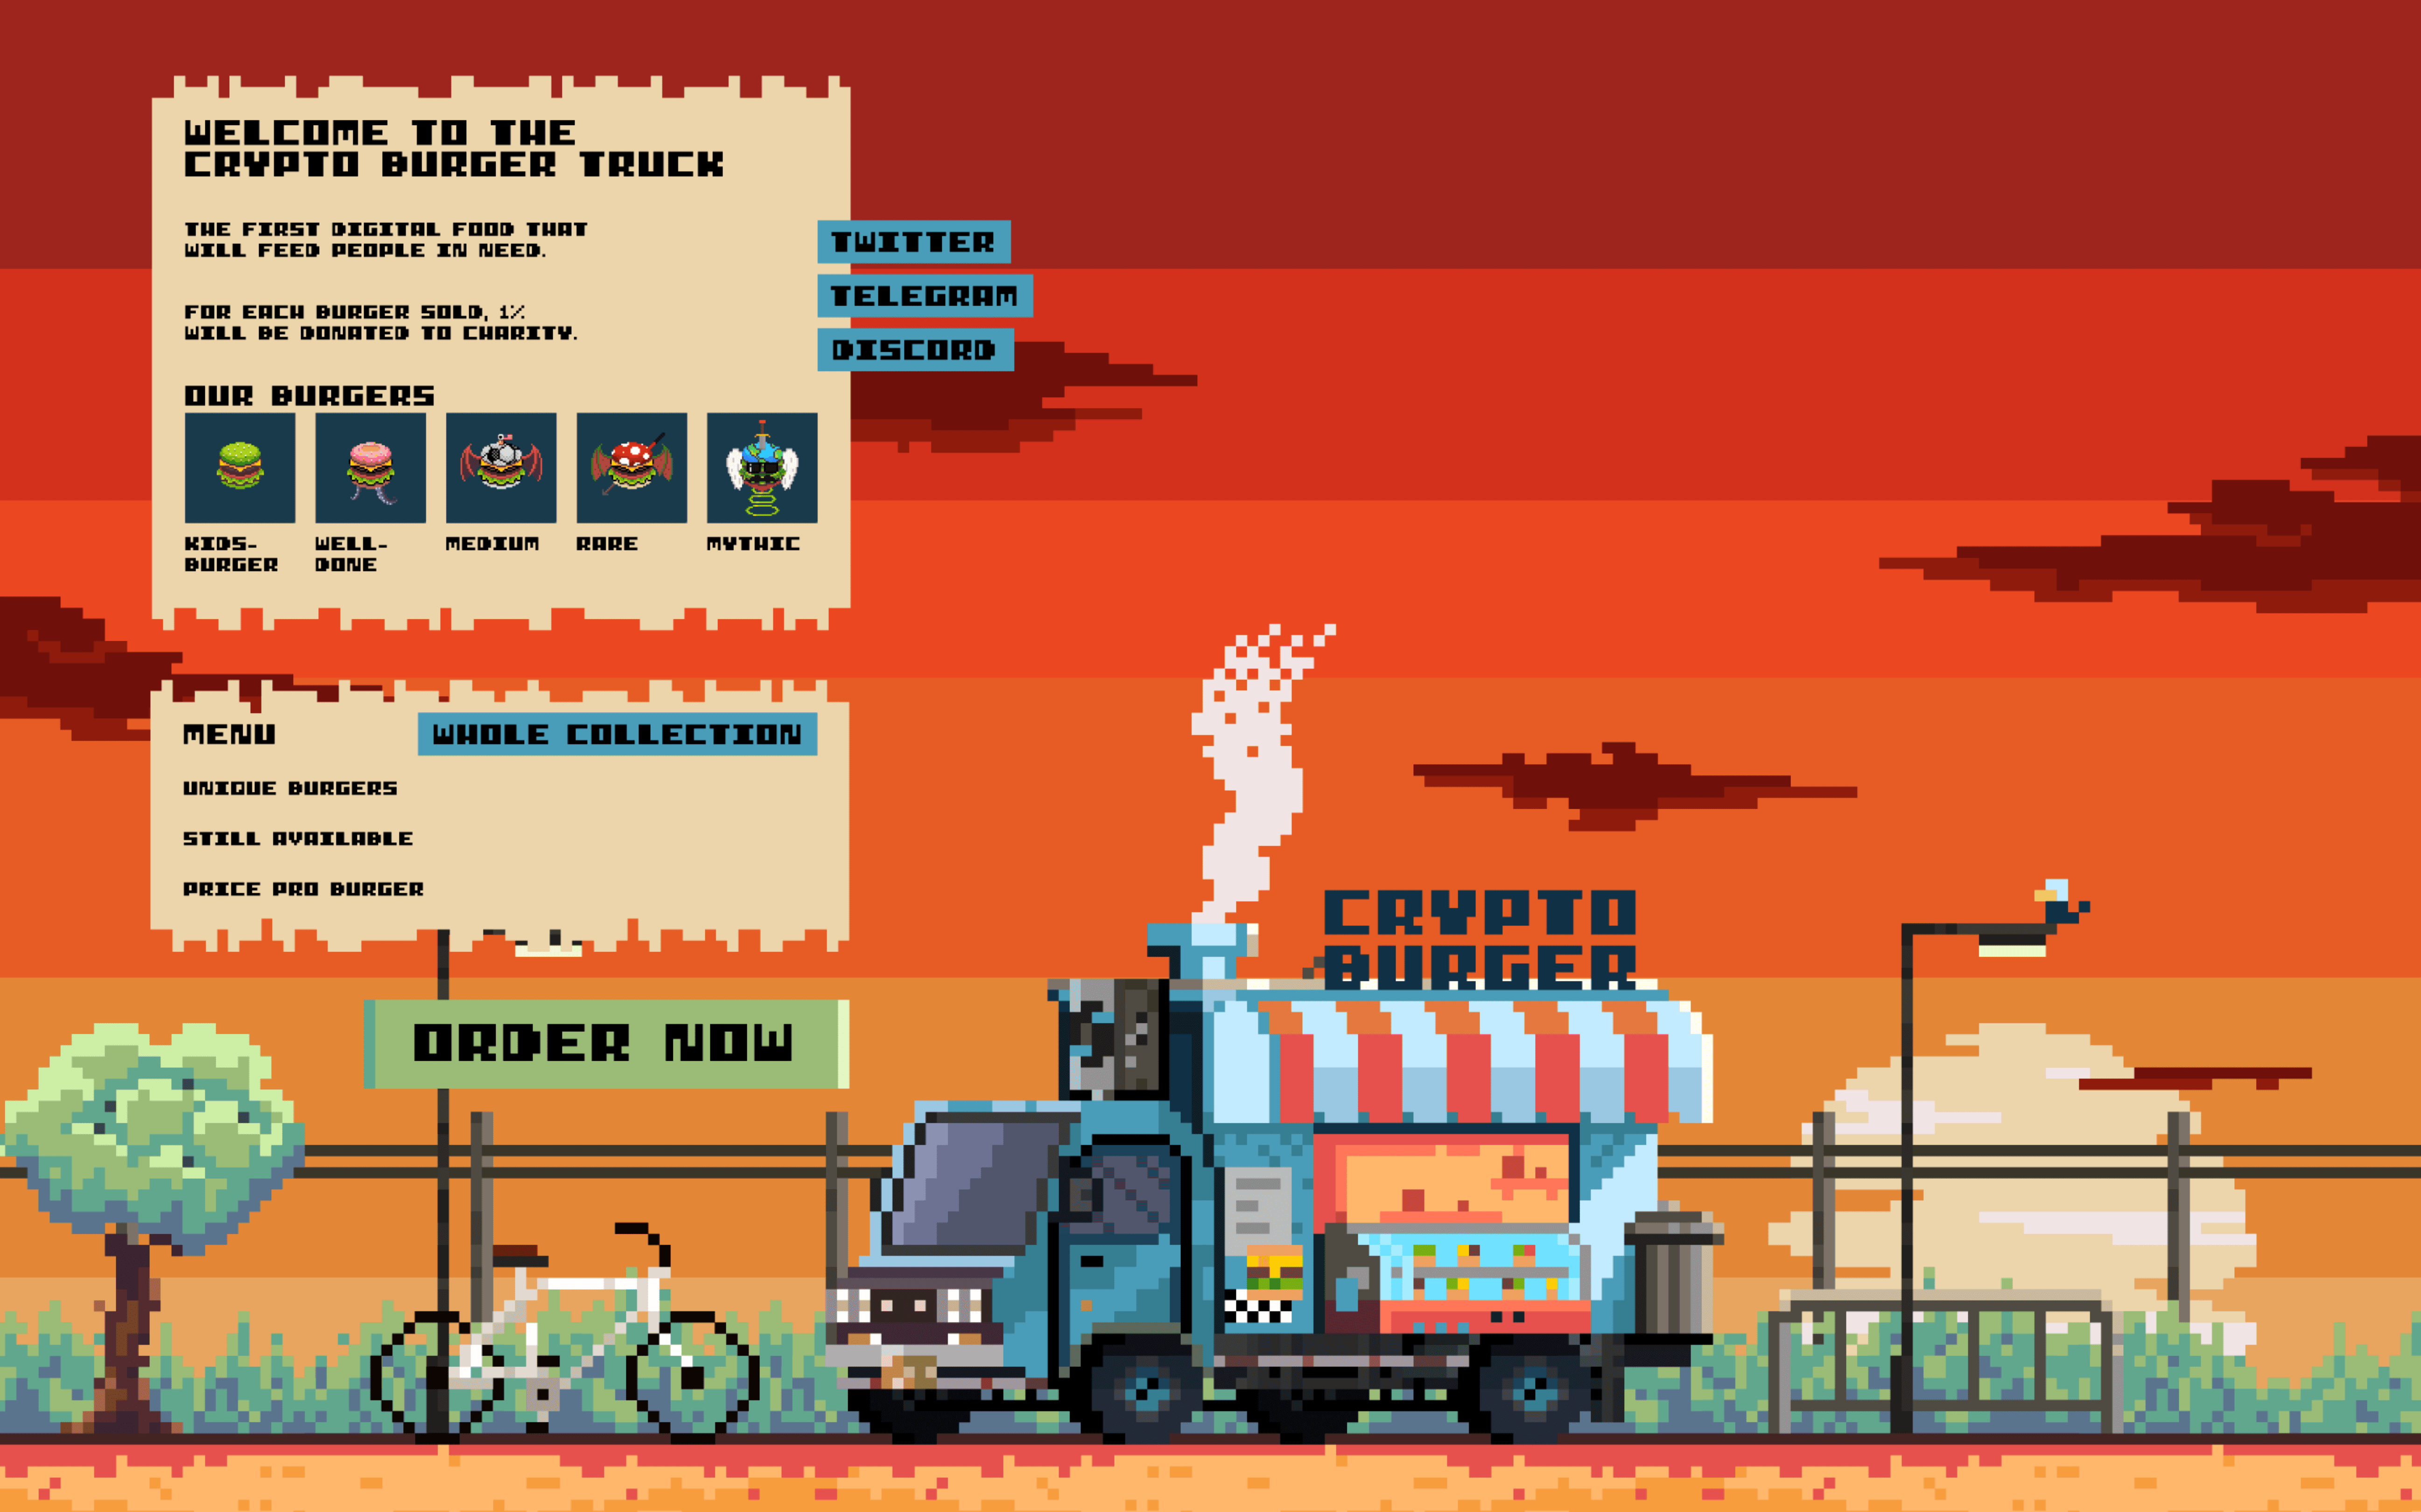 WELCOME TO THE
CRYPTO BURGER TRUCK
THE FIRST DIGITAL FOOD THAT
WILL FEED PEOPLE IN NEED.
FOR EACH BURGER SOLD, 1%
WILL BE DONATED TO CHARITY.
TWITTER
TELEGRAM
DISCORD
OUR BURGERS
KIDS-
BURGER
WELL-
DONE
MEDIUM
RARE
MYTHIC
MENU
WHOLE COLLECTION
UNIQUE BURGERS
STILL AVAILABLE
PRICE PRO BURGER
ORDER NOW
CRYPTO
BURGER